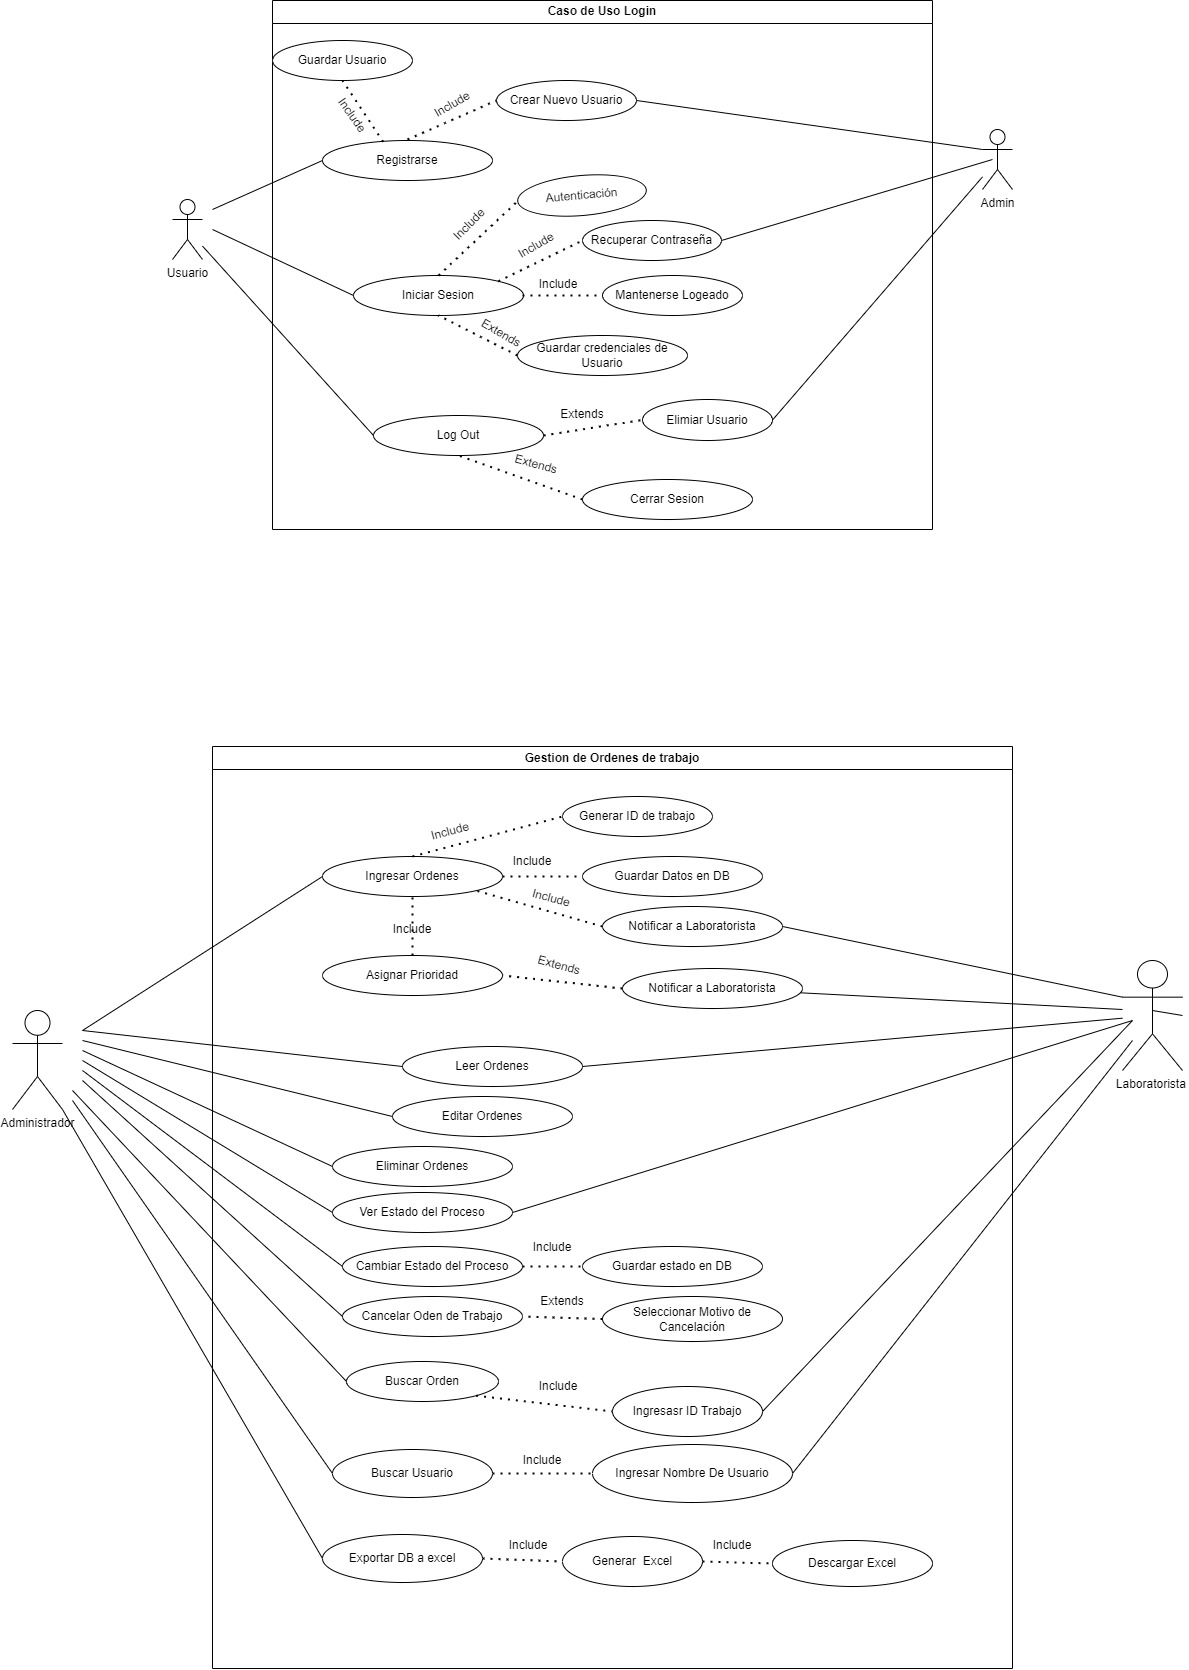 Caso de Uso Login
Guardar Usuario
Include
Include
Crear Nuevo Usuario
Registrarse
Admin
Autenticación
Include
Usuario
Include
Recuperar Contraseña
Iniciar Sesion
Include
Mantenerse Logeado
Extends
Guardar credenciales de
Usuario
Log Out
Extends
Elimiar Usuario
Extends
Cerrar Sesion
Gestion de Ordenes de trabajo
Generar ID de trabajo
Include
Ingresar Ordenes
Include
Guardar Datos en DB
Include
Notificar a Laboratorista
Include
Asignar Prioridad
Extends
Notificar a Laboratorista
Leer Ordenes
Laboratorista
Administrador
Editar Ordenes
Eliminar Ordenes
Ver Estado del Proceso
Cambiar Estado del Proceso
Include
Guardar estado en DB
Cancelar Oden de Trabajo
Extends
Seleccionar Motivo de
Cancelación
Buscar Orden
Include
Ingresasr ID Trabajo
Buscar Usuario
Include
Ingresar Nombre De Usuario
Exportar DB a excel
Include
Generar Excel
Include
Descargar Excel